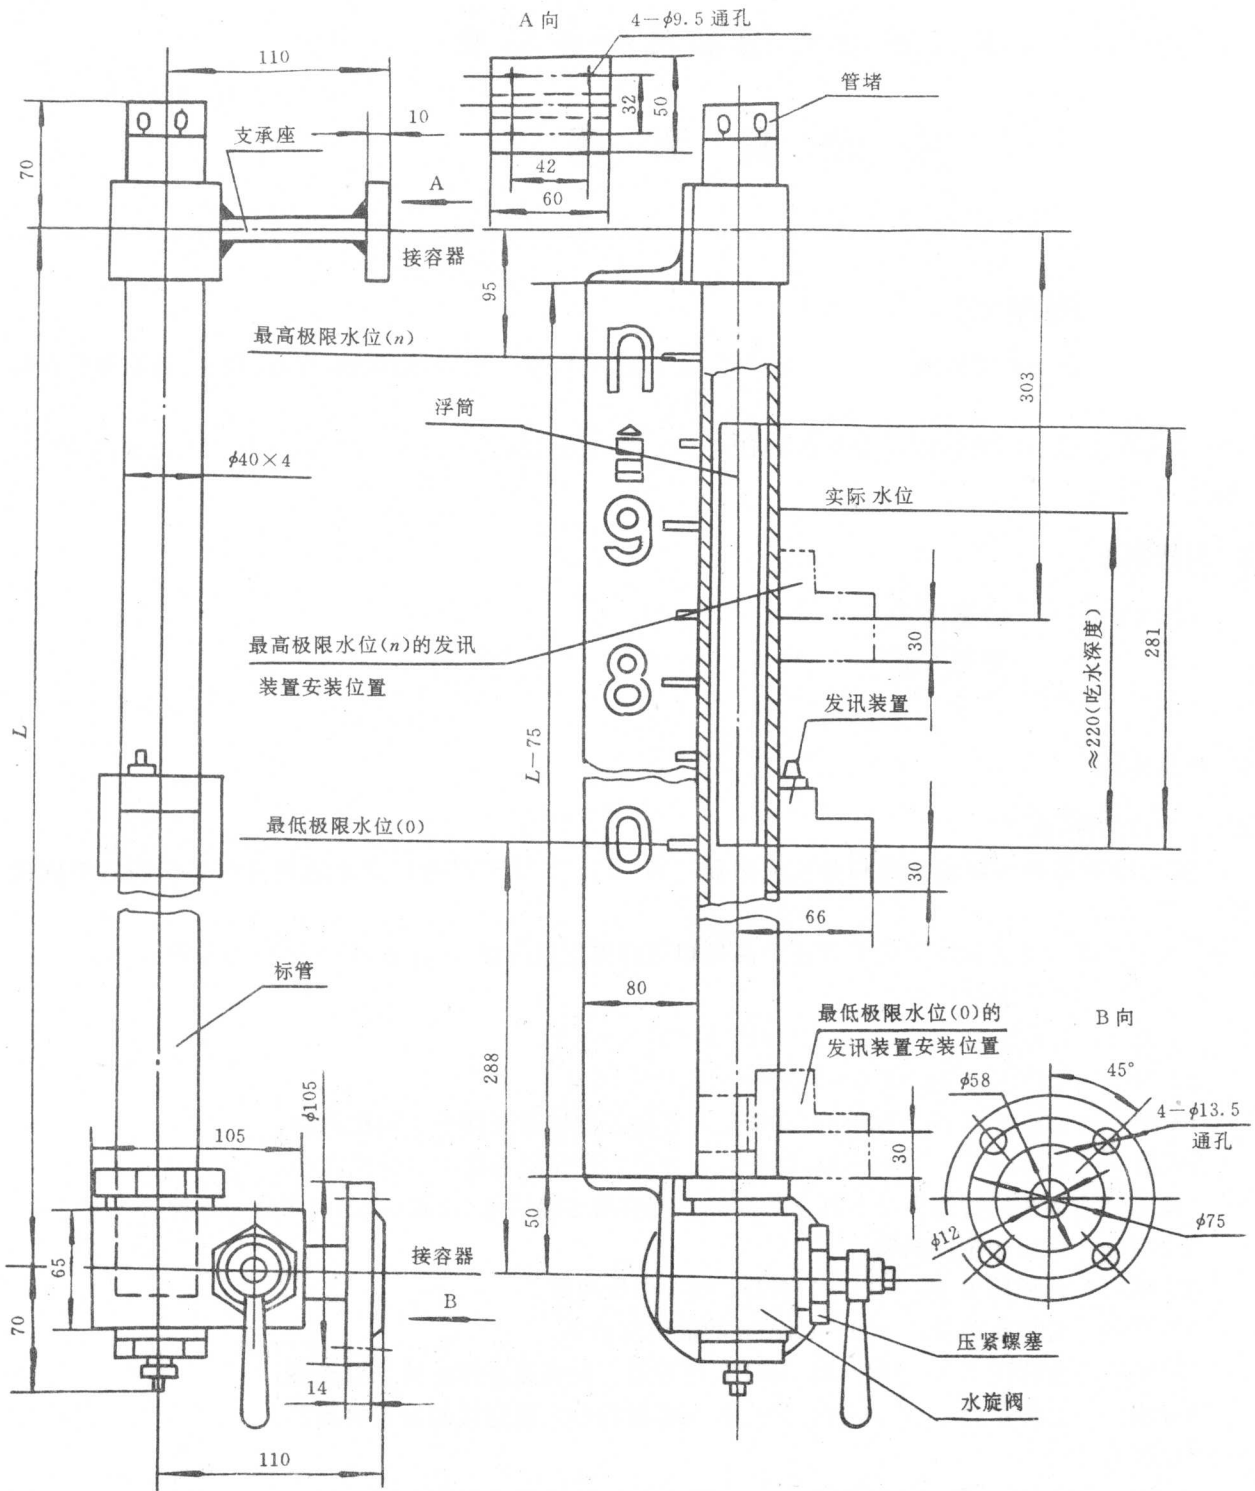 A 向
4—ϕ9.5 通孔
110
管堵
10
32
50
支承座
70
42
60
A
接容器
95
最高极限水位(n)
n
303
浮筒
ϕ40×4
9
实际水位
281
≈220(吃水深度)
30
最高极限水位(n)的发讯
装置安装位置
8
发讯装置
L
L—75
最低极限水位(0)
0
30
66
标管
80
288
最低极限水位(0)的
发讯装置安装位置
B 向
45°
ϕ58
4—ϕ13.5
通孔
ϕ105
105
30
50
ϕ12
ϕ75
65
接容器
B
70
压紧螺塞
14
水旋阀
110